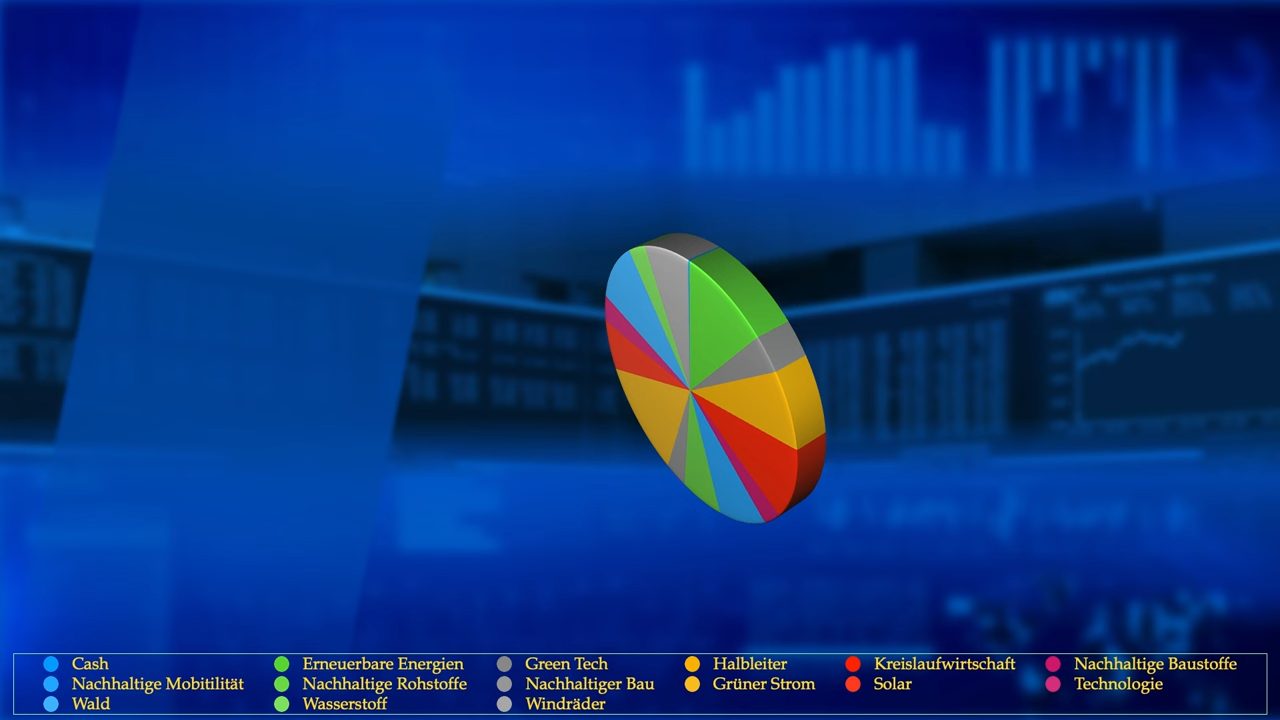 Cash Erneuerbare Energien Green Tech Halbleiter Kreislaufwirtschaft Nachhaltige Baustoffe
Nachhaltige Mobitilität Nachhaltige Rohstoffe Nachhaltiger Bau Grüner Strom Solar Technologie
Wald Wasserstoff Windräder